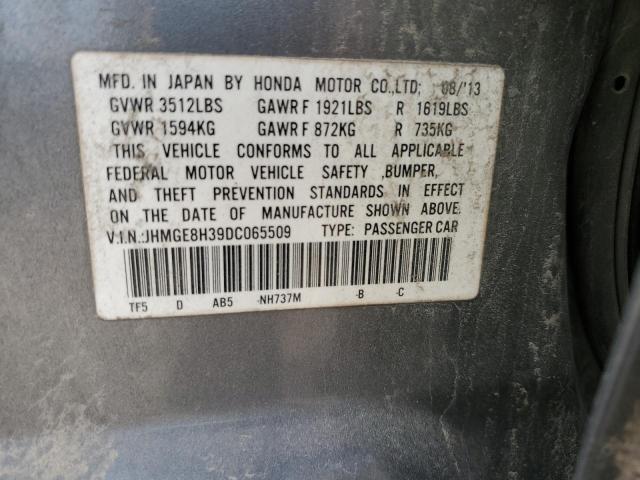 MFD. IN JAPAN BY HONDA MOTOR CO.,LTD; 08/'13
GVWR 3512LBS GAWR F 1921LBS R 1619LBS
GVWR 1594KG GAWR F 872KG R 735KG
THIS VEHICLE CONFORMS TO ALL APPLICABLE
FEDERAL MOTOR VEHICLE SAFETY ,BUMPER,
AND THEFT PREVENTION STANDARDS IN EFFECT
ON THE DATE OF MANUFACTURE SHOWN ABOVE.
V.I.N.:JHMGE8H39DC065509 TYPE: PASSENGER CAR
TF5 D AB5 -NH737M -B -C